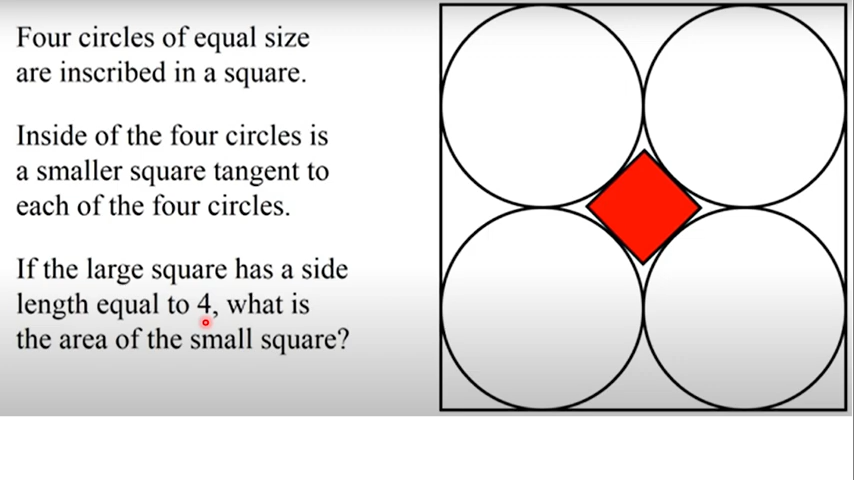 Four circles of equal size
are inscribed in a square.
Inside of the four circles is
a smaller square tangent to
each of the four circles.
If the large square has a side
length equal to 4, what is
the area of the small square?